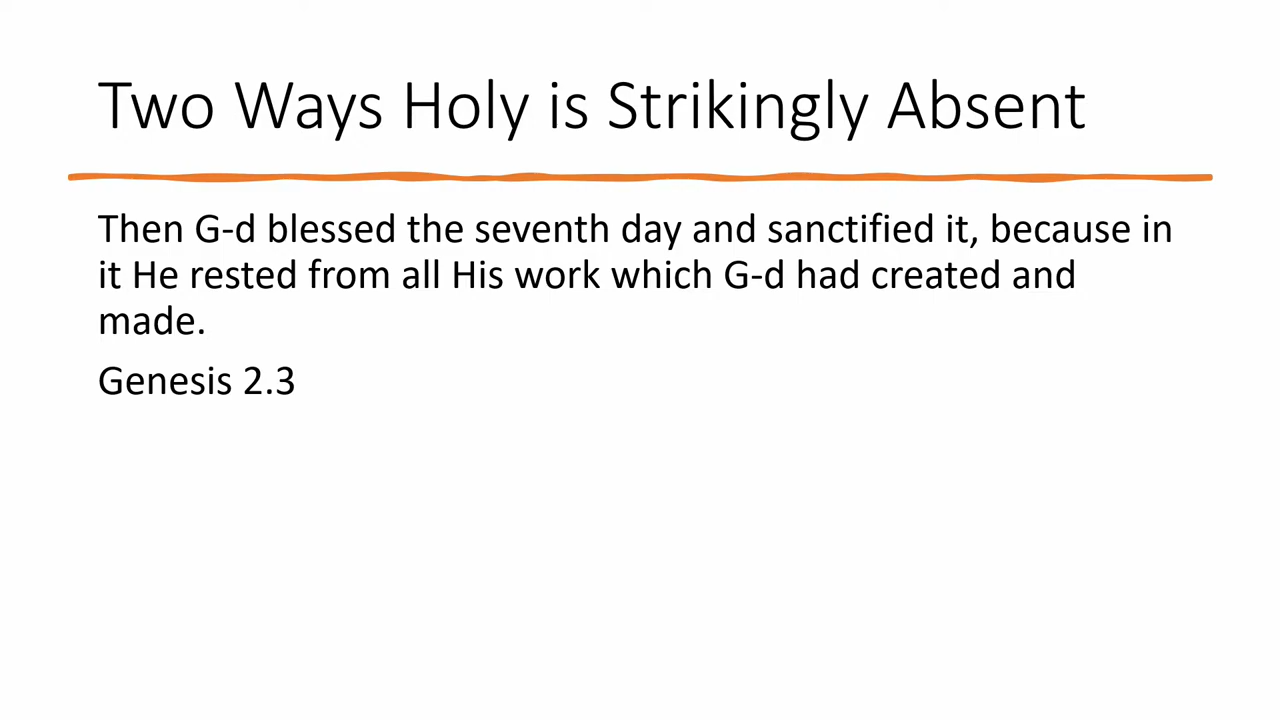 Two Ways Holy is Strikingly Absent
Then G-d blessed the seventh day and sanctified it, because in
it He rested from all His work which G-d had created and
made.
Genesis 2.3